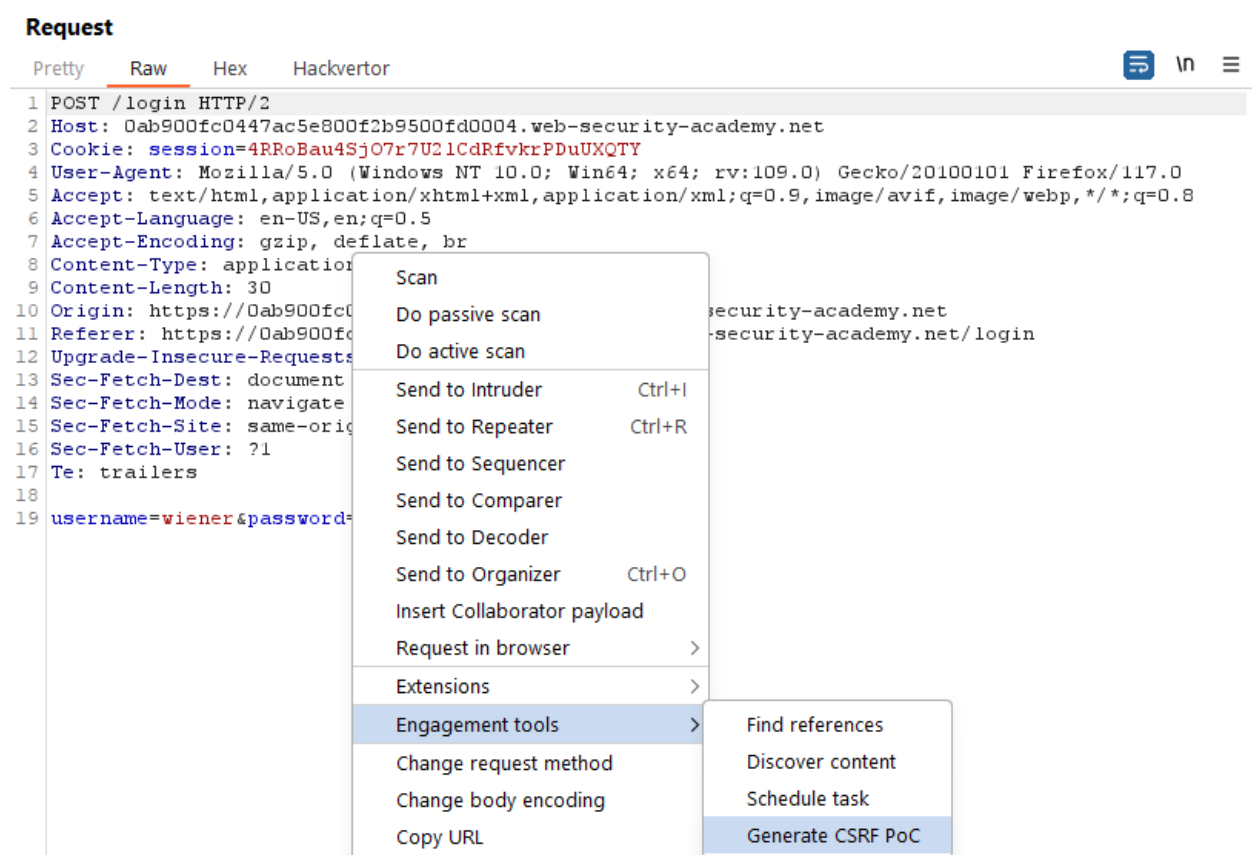 Request
Pretty Raw Hex Hackvertor \n
1 POST /login HTTP/2
2 Host: 0ab900fc0447ac5e800f2b9500fd0004.web-security-academy.net
3 Cookie: session=4RRoBau4SjO7r7U2lCdRfvkrPDuUXQTY
4 User-Agent: Mozilla/5.0 (Windows NT 10.0; Win64; x64; rv:109.0) Gecko/20100101 Firefox/117.0
5 Accept: text/html,application/xhtml+xml,application/xml;q=0.9,image/avif,image/webp,*/*;q=0.8
6 Accept-Language: en-US,en;q=0.5
7 Accept-Encoding: gzip, deflate, br
8 Content-Type: application
9 Content-Length: 30
10 Origin: https://0ab900fc0 security-academy.net
11 Referer: https://0ab900fc -security-academy.net/login
12 Upgrade-Insecure-Requests
13 Sec-Fetch-Dest: document
14 Sec-Fetch-Mode: navigate
15 Sec-Fetch-Site: same-orig
16 Sec-Fetch-User: ?1
17 Te: trailers
18
19 username=wiener&password=
Scan
Do passive scan
Do active scan
Send to Intruder Ctrl+I
Send to Repeater Ctrl+R
Send to Sequencer
Send to Comparer
Send to Decoder
Send to Organizer Ctrl+O
Insert Collaborator payload
Request in browser
Extensions
Engagement tools
Change request method
Change body encoding
Copy URL
Find references
Discover content
Schedule task
Generate CSRF PoC